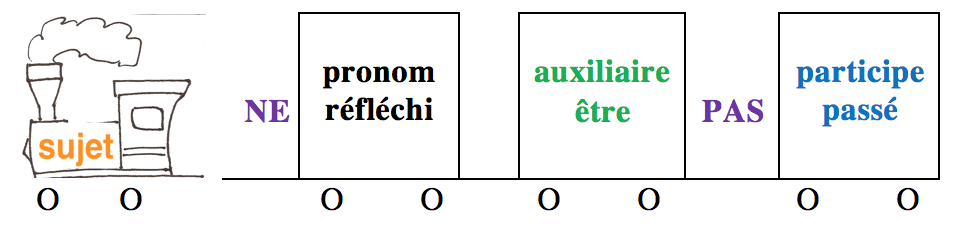 sujet
NE
pronom
réfléchi
auxiliaire
être
PAS
participe
passé
O O O O O O O O